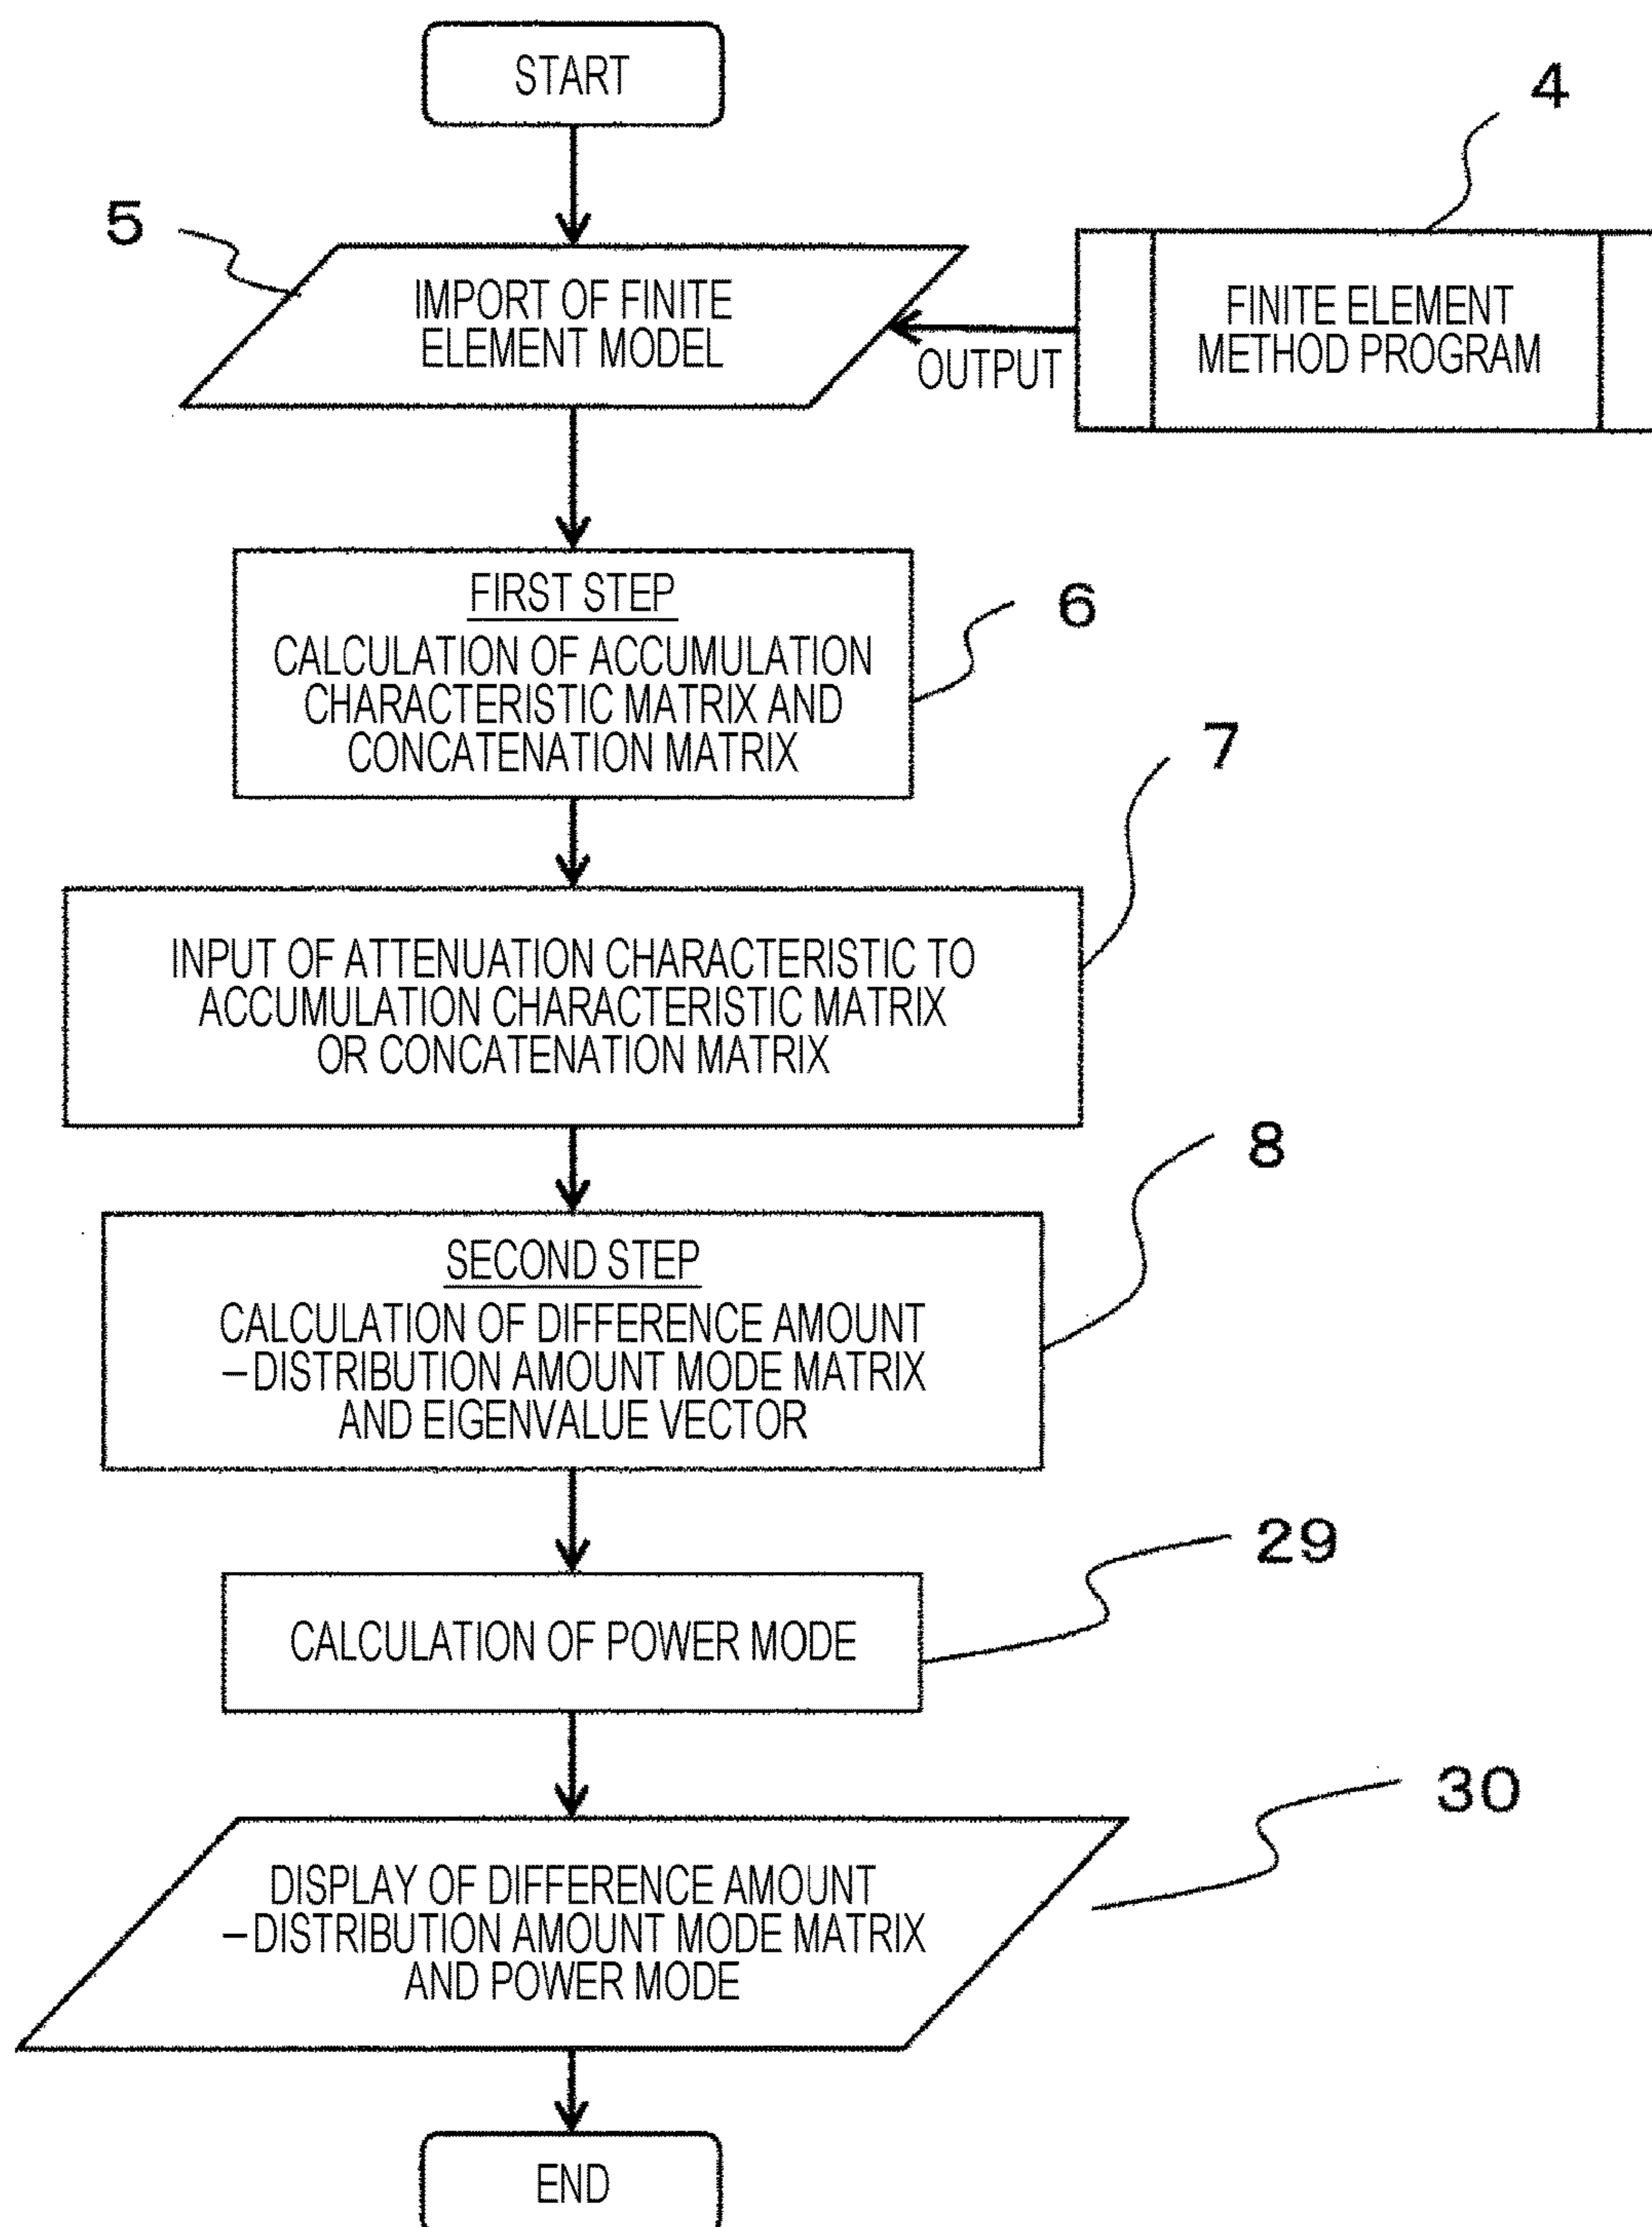 START
4
5
IMPORT OF FINITE
ELEMENT MODEL
OUTPUT
FINITE ELEMENT
METHOD PROGRAM
FIRST STEP
CALCULATION OF ACCUMULATION
CHARACTERISTIC MATRIX AND
CONCATENATION MATRIX
6
7
INPUT OF ATTENUATION CHARACTERISTIC TO
ACCUMULATION CHARACTERISTIC MATRIX
OR CONCATENATION MATRIX
8
SECOND STEP
CALCULATION OF DIFFERENCE AMOUNT
-DISTRIBUTION AMOUNT MODE MATRIX
AND EIGENVALUE VECTOR
29
CALCULATION OF POWER MODE
30
DISPLAY OF DIFFERENCE AMOUNT
-DISTRIBUTION AMOUNT MODE MATRIX
AND POWER MODE
END